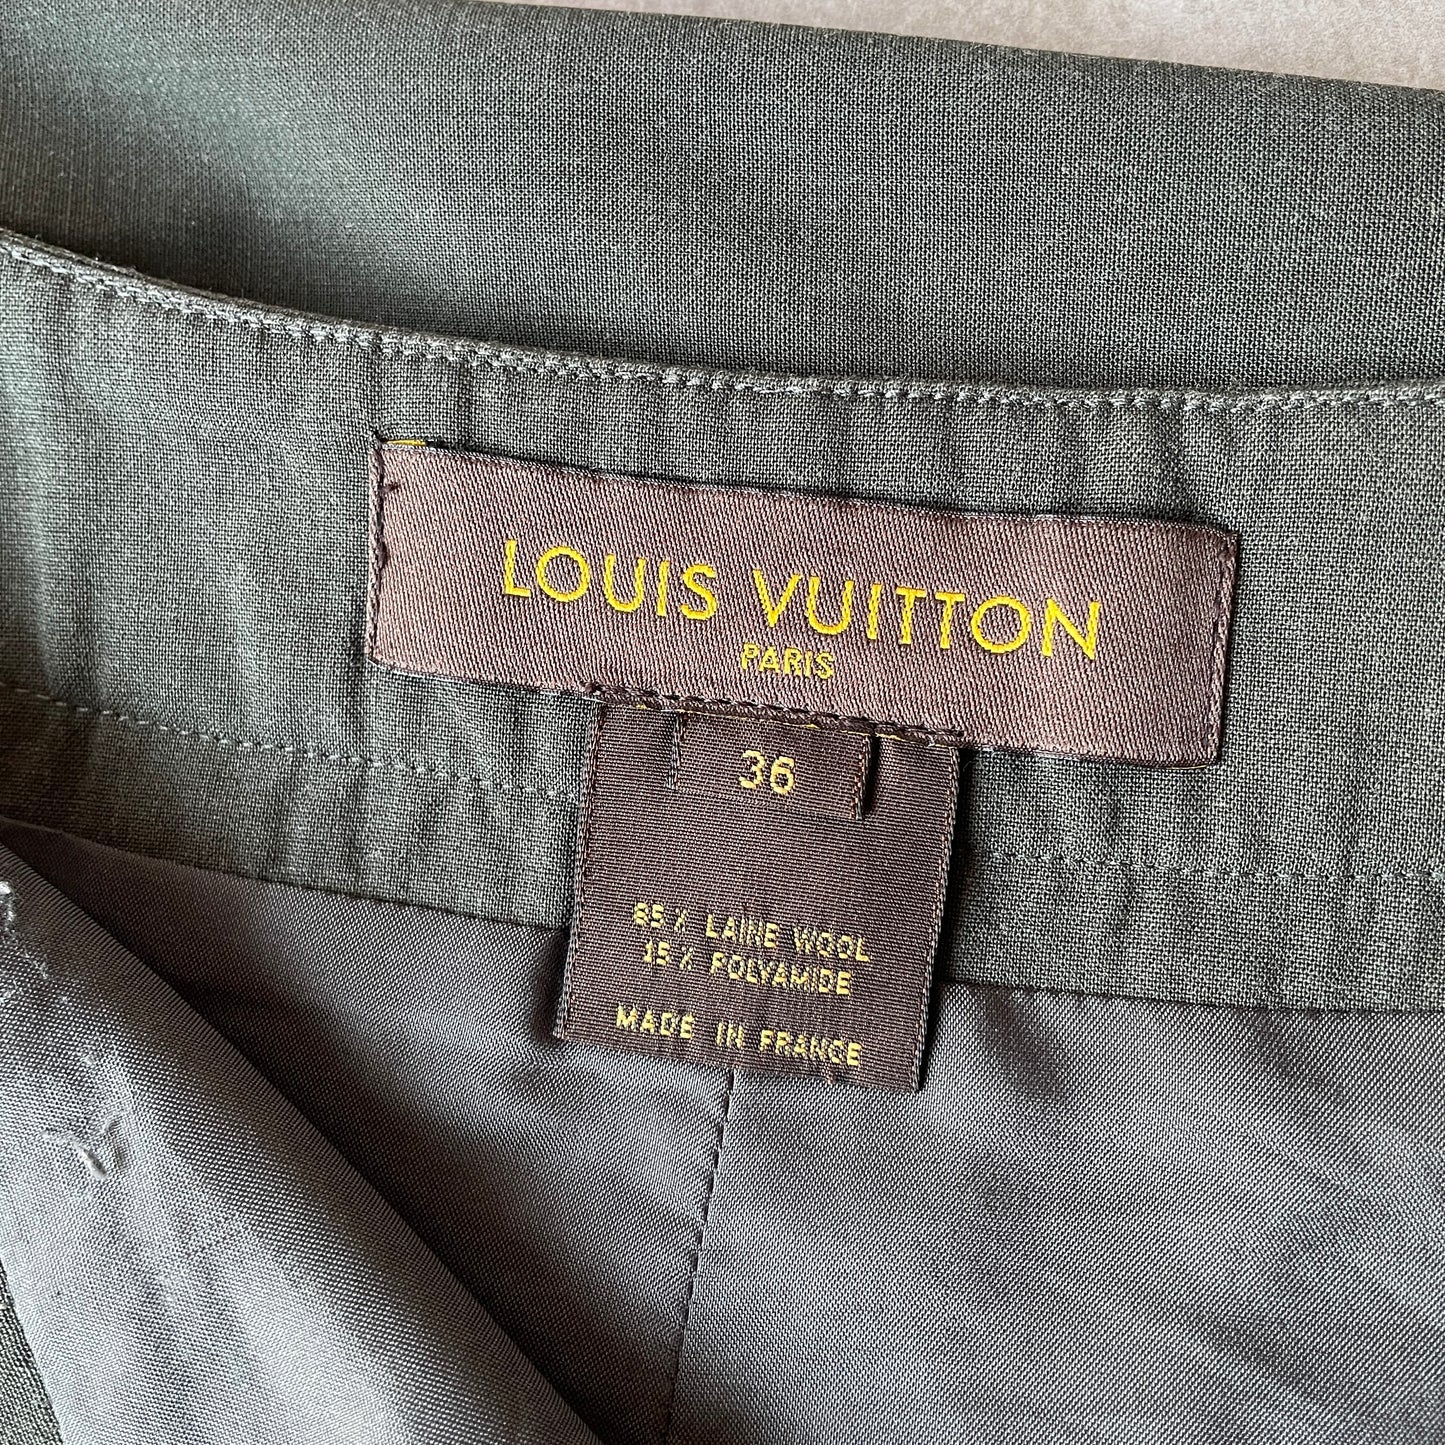 LOUIS VUITTON
PARIS
36
85% LAINE WOOL
15% POLYAMIDE
MADE IN FRANCE